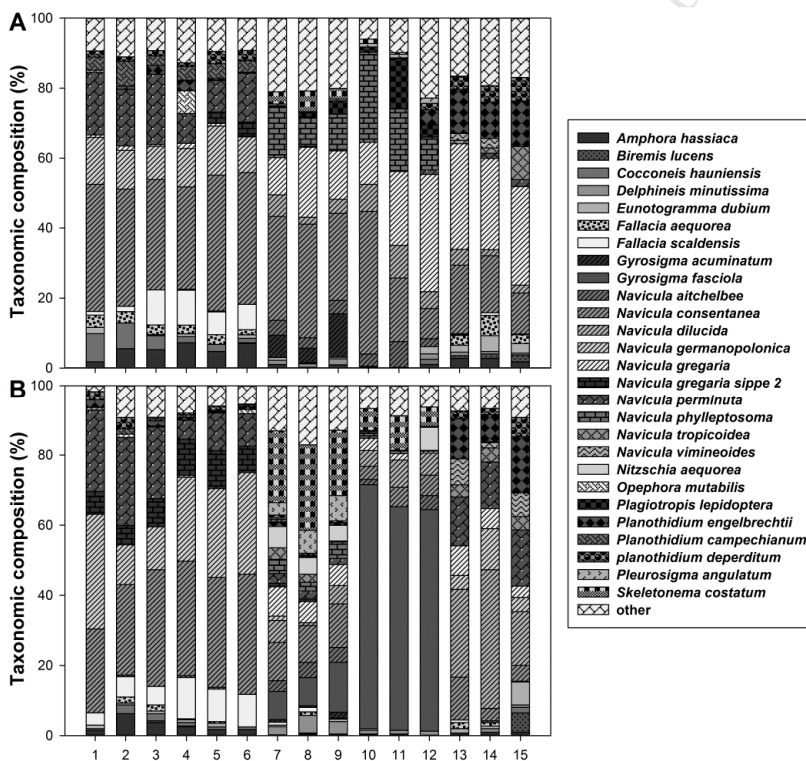 A
Taxonomic composition (%)
100
80
60
40
20
0
B
Taxonomic composition (%)
100
80
60
40
20
0
1 2 3 4 5 6 7 8 9 10 11 12 13 14 15
Amphora hassiaca
Biremis lucens
Cocconeis hauniensis
Delphineis minutissima
Eunotogramma dubium
Fallacia aequorea
Fallacia scaldensis
Gyrosigma acuminatum
Gyrosigma fasciola
Navicula aitchelbee
Navicula consentanea
Navicula dilucida
Navicula germanopolonica
Navicula gregaria
Navicula gregaria sippe 2
Navicula perminuta
Navicula phylleptosoma
Navicula tropicoidea
Navicula vimineoides
Nitzschia aequorea
Opephora mutabilis
Plagiotropis lepidoptera
Planothidium engelbrechtii
Planothidium campechianum
planothidium deperditum
Pleurosigma angulatum
Skeletonema costatum
other